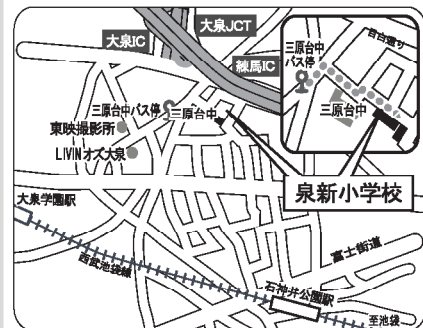 大泉JCT
大泉IC
練馬IC
三原台中バス停
三原台中
東映撮影所
LIVINオズ大泉
目白通り
三原台中
バス停
三原台中
泉新小学校
大泉学園駅
西武池袋線
富士街道
石神井公園駅
至池袋